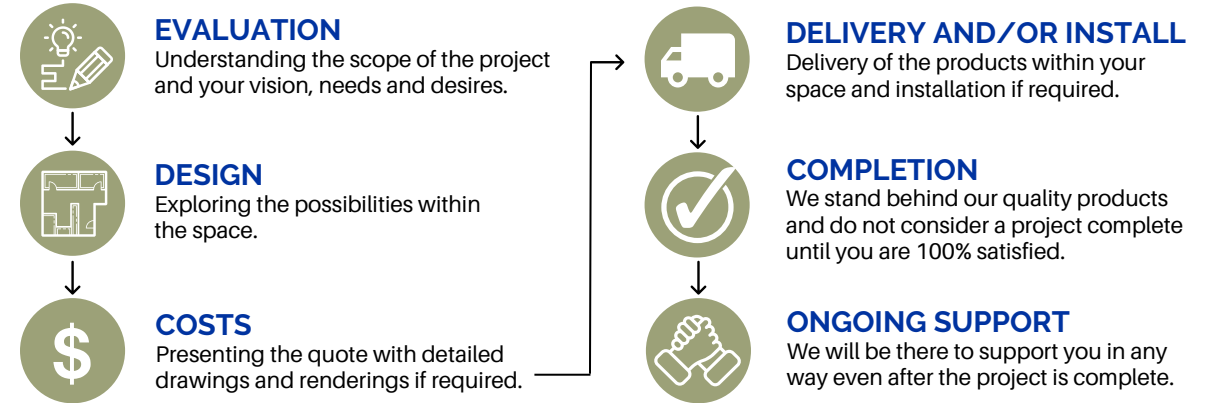 EVALUATION
Understanding the scope of the project
and your vision, needs and desires.
DESIGN
Exploring the possibilities within
the space.
$
COSTS
Presenting the quote with detailed
drawings and renderings if required.
DELIVERY AND/OR INSTALL
Delivery of the products within your
space and installation if required.
COMPLETION
We stand behind our quality products
and do not consider a project complete
until you are 100% satisfied.
ONGOING SUPPORT
We will be there to support you in any
way even after the project is complete.